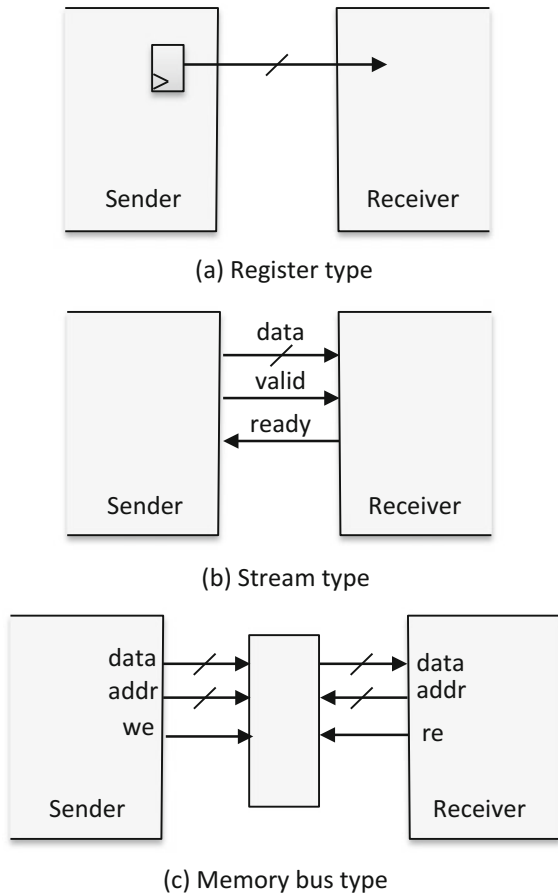 Sender
Receiver
(a) Register type
data
valid
ready
Sender
Receiver
(b) Stream type
data
data
addr
addr
we
re
Sender
Receiver
(c) Memory bus type